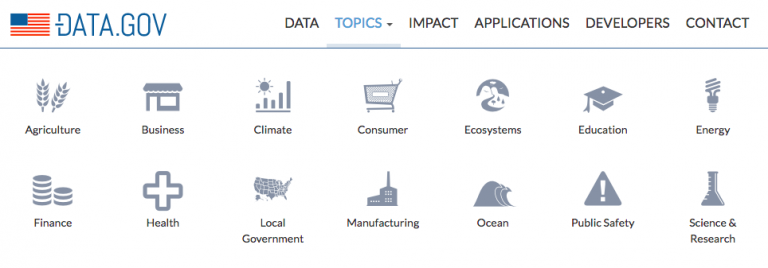 DATA.GOV DATA TOPICS IMPACT APPLICATIONS DEVELOPERS CONTACT
Agriculture Business Climate Consumer Ecosystems Education Energy
Finance Health Local Manufacturing Ocean Public Safety Science &
Government Research